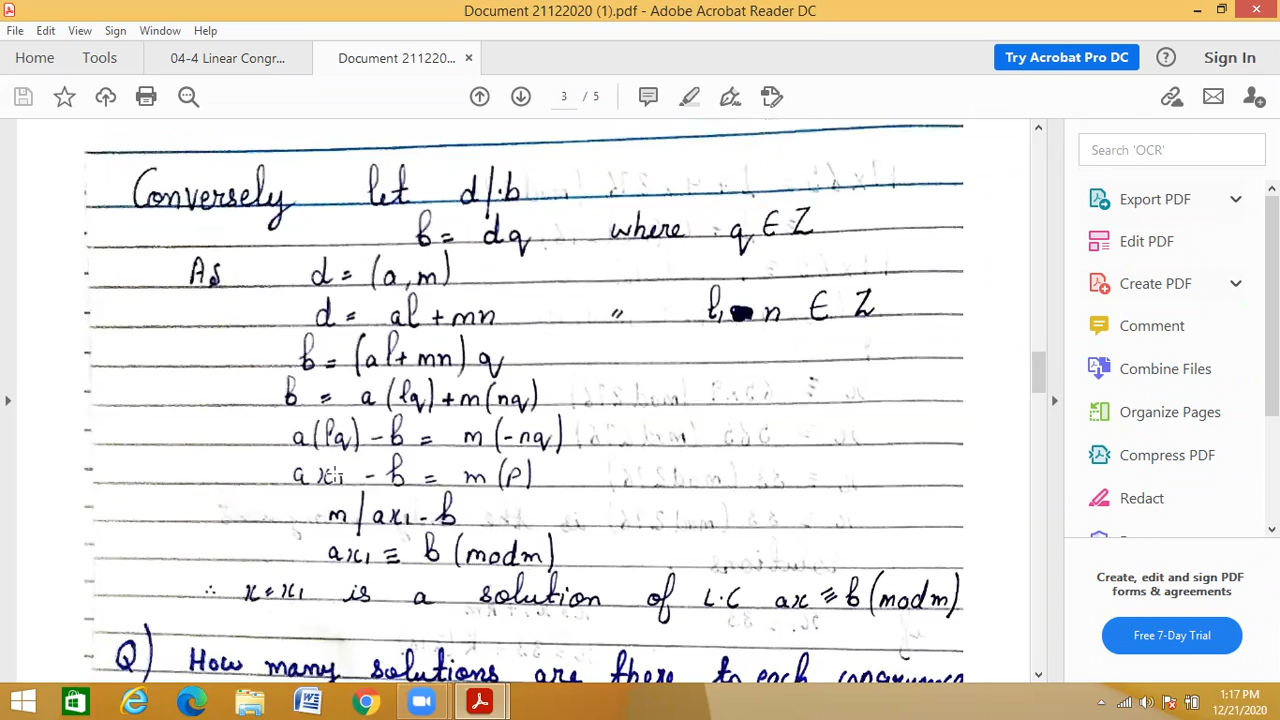 Document 21122020 (1).pdf - Adobe Acrobat Reader DC
File Edit View Sign Window Help
Home Tools 04-4 Linear Congr... Document 211220... × Try Acrobat Pro DC Sign In
3 / 5
Conversely let d/.b
b = dq where . q ∈ Z
As d = (a, m)
d = al + mn " l, n ∈ Z
b = (al + mn) q
b = a (lq) + m (nq)
a (lq) - b = m (-nq)
ax₁ - b = m (p)
m / ax₁ - b
ax₁ ≡ b (mod m)
∴ x = x₁ is a solution of L.C ax ≡ b (mod m)
Q) How many solutions are there to each congruence
Search 'OCR'
Export PDF
Edit PDF
Create PDF
Comment
Combine Files
Organize Pages
Compress PDF
Redact
Create, edit and sign PDF
forms & agreements
Free 7-Day Trial
1:17 PM
12/21/2020